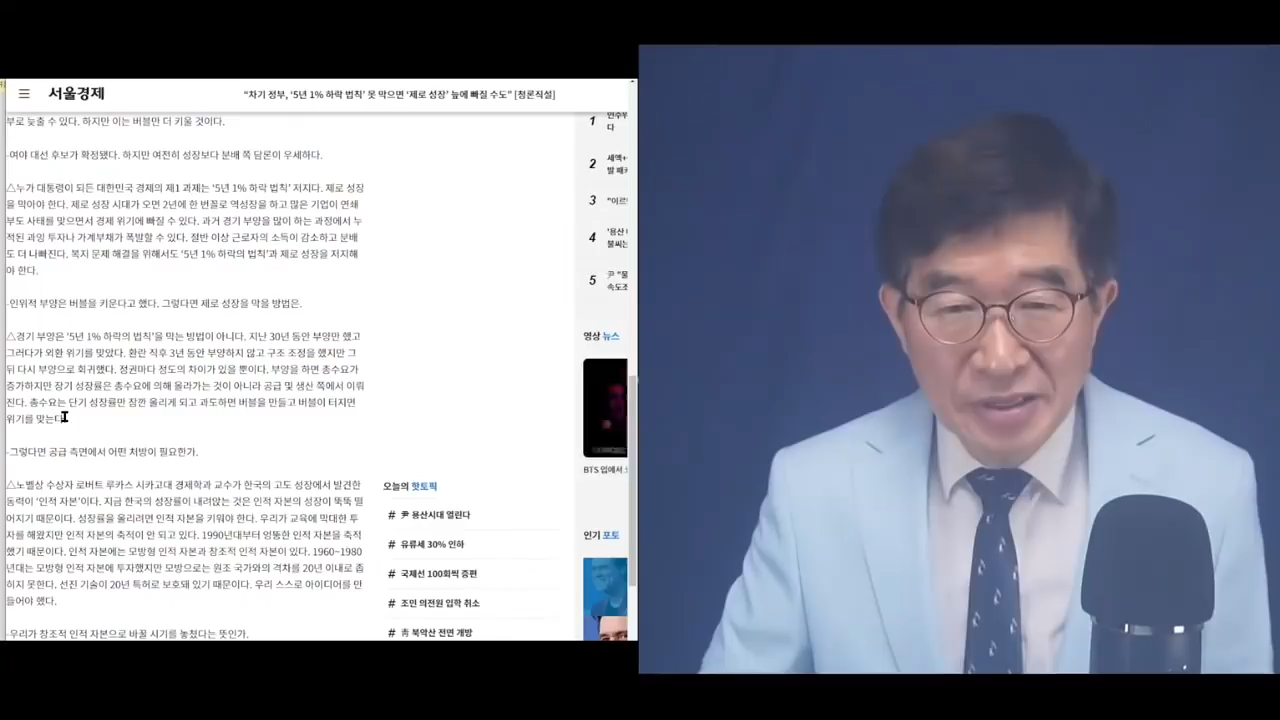 서울경제
“차기 정부, ‘5년 1% 하락 법칙’ 못 막으면 ‘제로 성장’ 늪에 빠질 수도” [청론직설]
부로 늦출 수 있다. 하지만 이는 버블만 더 키울 것이다.
-여야 대선 후보가 확정됐다. 하지만 여전히 성장보다 분배 쪽 담론이 우세하다.
△누가 대통령이 되든 대한민국 경제의 제1 과제는 ‘5년 1% 하락 법칙’ 저지다. 제로 성장
을 막아야 한다. 제로 성장 시대가 오면 2년에 한 번꼴로 역성장을 하고 많은 기업이 연쇄
부도 사태를 맞으면서 경제 위기에 빠질 수 있다. 과거 경기 부양을 많이 하는 과정에서 누
적된 과잉 투자나 가계부채가 폭발할 수 있다. 절반 이상 근로자의 소득이 감소하고 분배
도 더 나빠진다. 복지 문제 해결을 위해서도 ‘5년 1% 하락의 법칙’과 제로 성장을 저지해
야 한다.
-인위적 부양은 버블을 키운다고 했다. 그렇다면 제로 성장을 막을 방법은.
△경기 부양은 ‘5년 1% 하락의 법칙’을 막는 방법이 아니다. 지난 30년 동안 부양만 했고
그러다가 외환 위기를 맞았다. 환란 직후 3년 동안 부양하지 않고 구조 조정을 했지만 그
뒤 다시 부양으로 회귀했다. 정권마다 정도의 차이가 있을 뿐이다. 부양을 하면 총수요가
증가하지만 장기 성장률은 총수요에 의해 올라가는 것이 아니라 공급 및 생산 쪽에서 이뤄
진다. 총수요는 단기 성장률만 잠깐 올리게 되고 과도하면 버블을 만들고 버블이 터지면
위기를 맞는다.
-그렇다면 공급 측면에서 어떤 처방이 필요한가.
△노벨상 수상자 로버트 루카스 시카고대 경제학과 교수가 한국의 고도 성장에서 발견한
동력이 ‘인적 자본’이다. 지금 한국의 성장률이 내려앉는 것은 인적 자본의 성장이 뚝뚝 떨
어지기 때문이다. 성장률을 올리려면 인적 자본을 키워야 한다. 우리가 교육에 막대한 투
자를 해왔지만 인적 자본의 축적이 안 되고 있다. 1990년대부터 엉뚱한 인적 자본을 축적
했기 때문이다. 인적 자본에는 모방형 인적 자본과 창조적 인적 자본이 있다. 1960~1980
년대는 모방형 인적 자본에 투자했지만 모방으로는 원조 국가와의 격차를 20년 이내로 좁
히지 못한다. 선진 기술이 20년 특허로 보호돼 있기 때문이다. 우리 스스로 아이디어를 만
들어야 했다.
-우리가 창조적 인적 자본으로 바꿀 시기를 놓쳤다는 뜻인가.
오늘의 핫토픽
# 尹 용산시대 열린다
# 유류세 30% 인하
# 국제선 100회씩 증편
# 조민 의전원 입학 취소
# 靑 북악산 전면 개방
1
다
2 세액+
3 "이르
4 '용산
불씨는
5 尹 "물
속도조
영상 뉴스
BTS 입에서
인기 포토